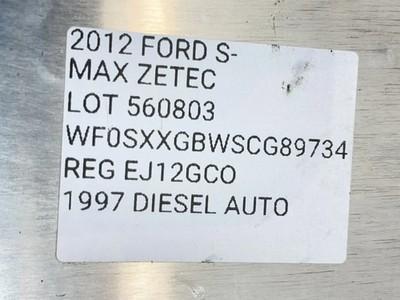 2012 FORD S-
MAX ZETEC
LOT 560803
WF0SXXGBWSCG89734
REG EJ12GCO
1997 DIESEL AUTO